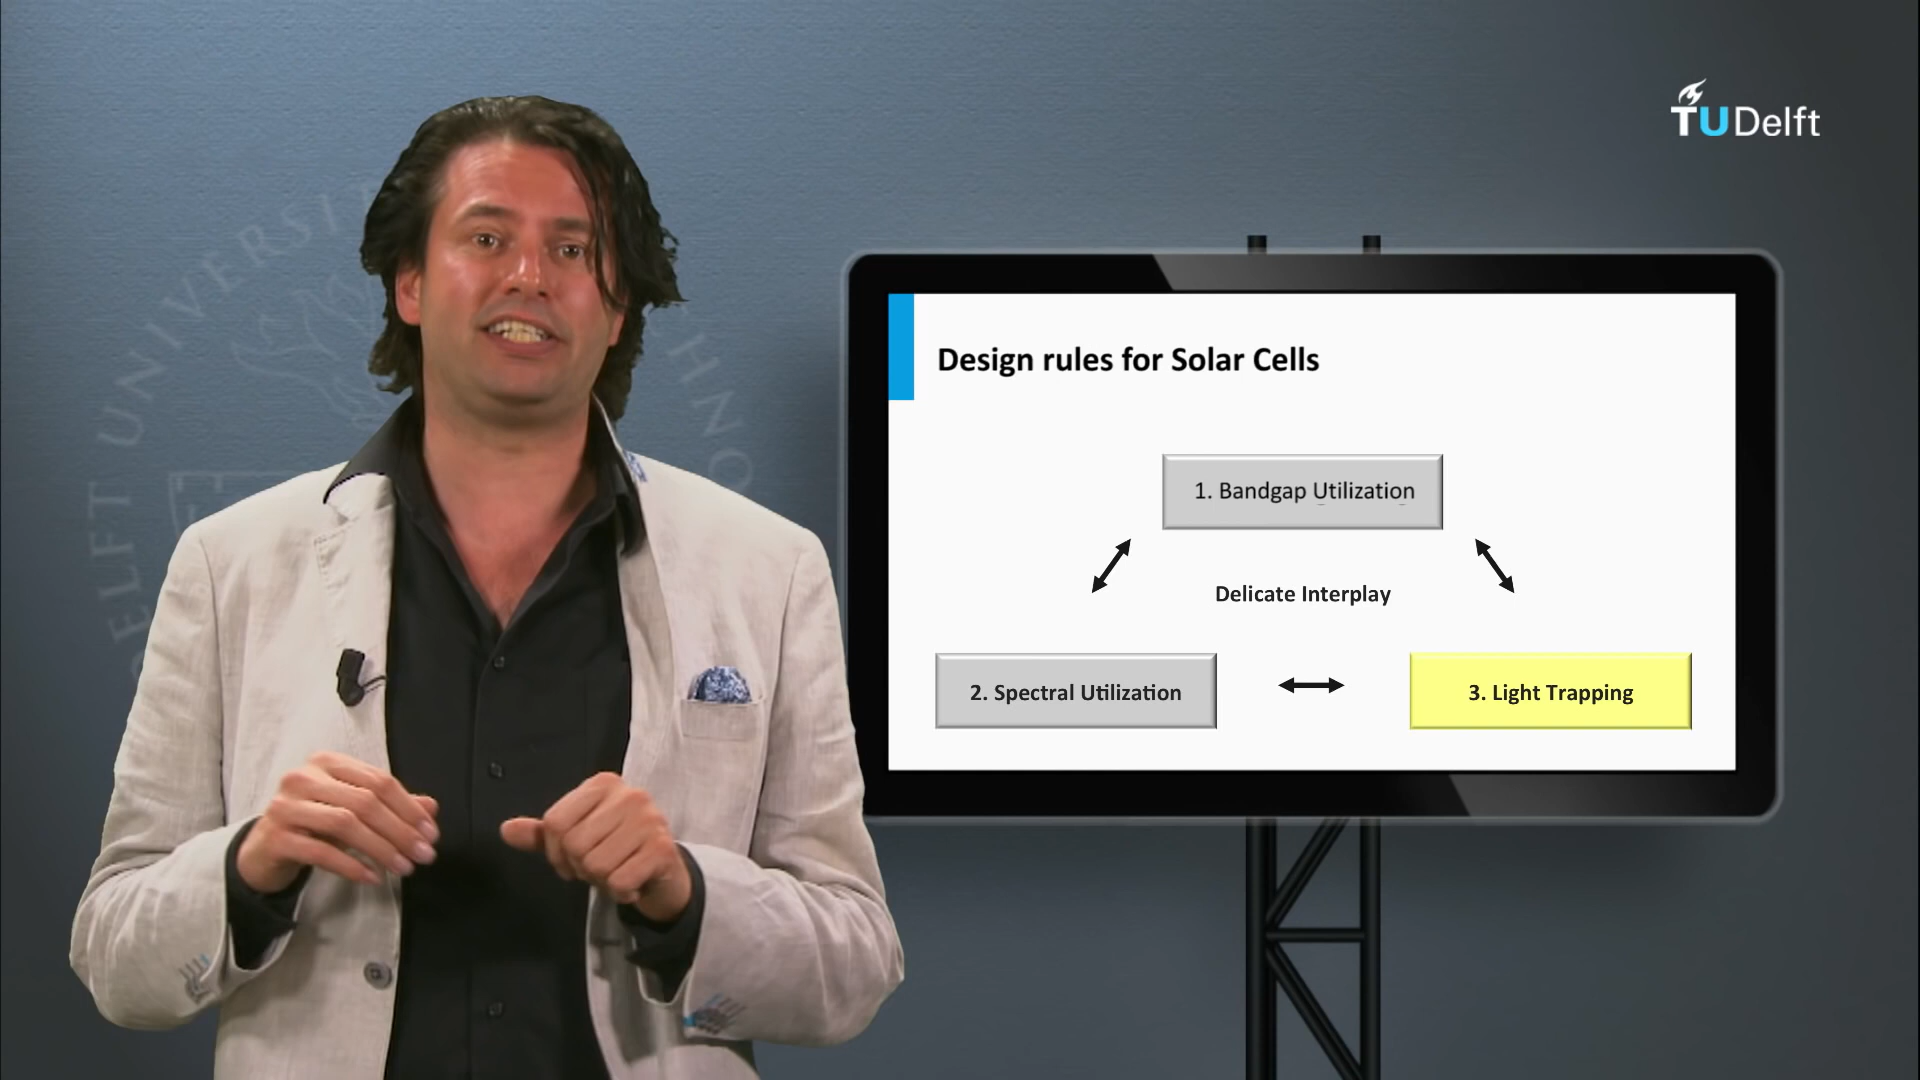 TUDelft
Design rules for Solar Cells
1. Bandgap Utilization
Delicate Interplay
2. Spectral Utilization
3. Light Trapping